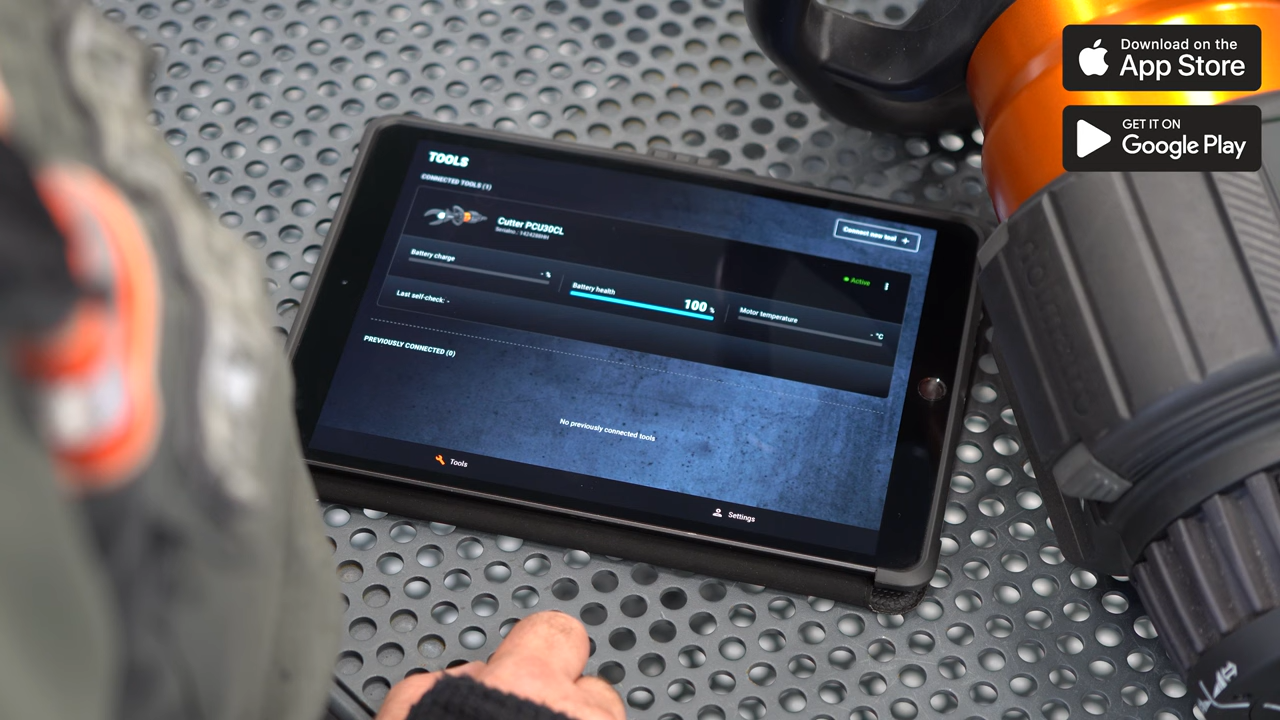 Download on the
App Store
GET IT ON
Google Play
TOOLS
CONNECTED TOOLS (1)
Connect new tool +
Cutter PCU30CL
Active
Battery charge
- %
Battery health
100 %
Motor temperature
- °C
Last self-check: -
PREVIOUSLY CONNECTED (0)
No previously connected tools
Tools
Settings